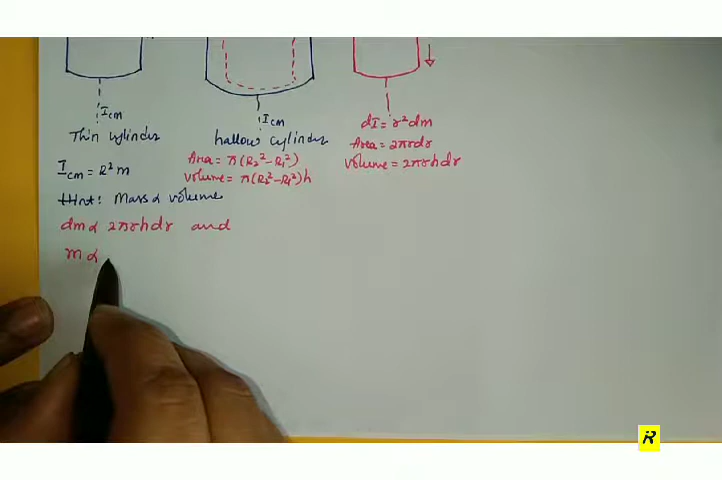 Icm
Thin cylinder
Icm = R²m
Icm
hallow cylinder
Area = π(R₂² - R₁²)
volume = π(R₂² - R₁²)h
dI = r²dm
Area = 2πrdr
volume = 2πrhdr
Hint: Mass ∝ volume
dm ∝ 2πrhdr and
m ∝
R